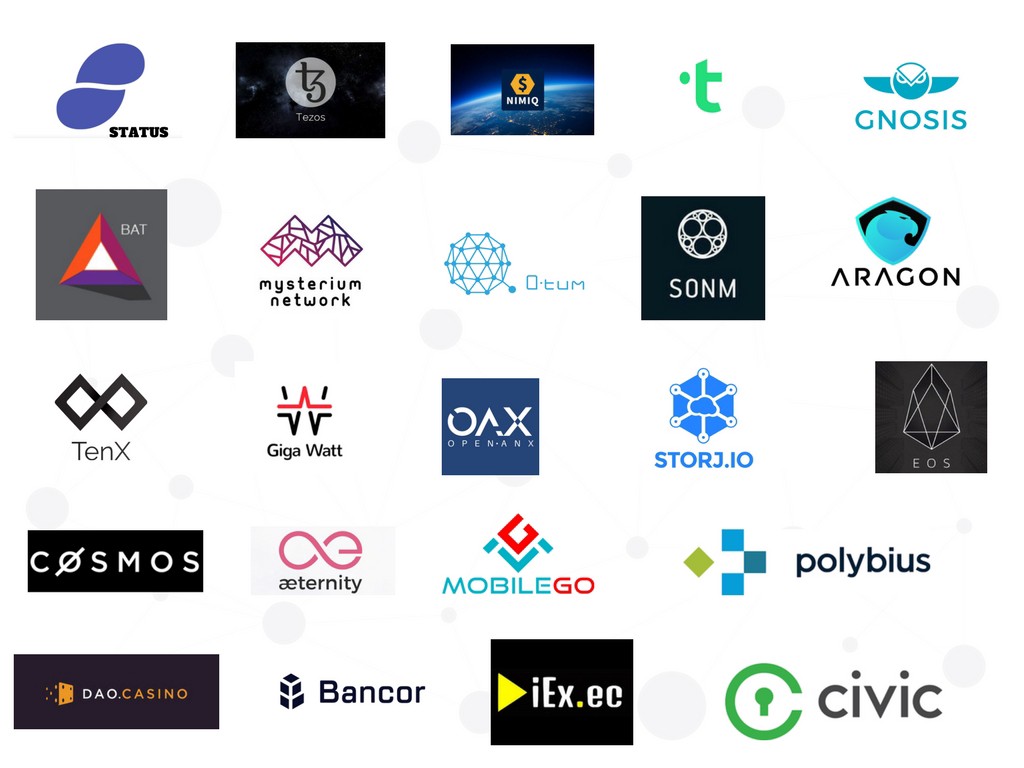 STATUS
Tezos
NIMIQ
t
GNOSIS
BAT
mysterium
network
Q·tum
SONM
ARAGON
TenX
Giga Watt
OAX
OPEN·ANX
STORJ.IO
EOS
CØSMOS
æternity
MOBILEGO
polybius
DAO.CASINO
Bancor
iEx.ec
civic